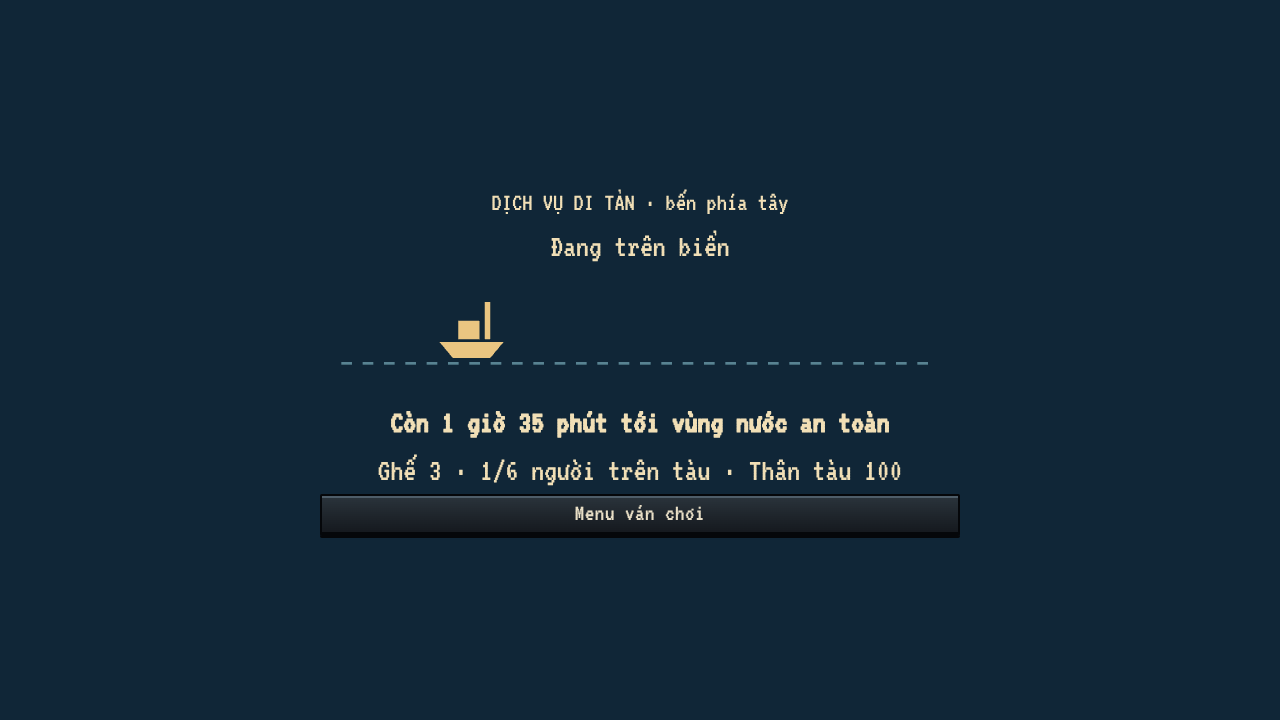 DỊCH VỤ DI TẢN · bến phía tây
Đang trên biển
Còn 1 giờ 35 phút tới vùng nước an toàn
Ghế 3 · 1/6 người trên tàu · Thân tàu 100
Menu ván chơi